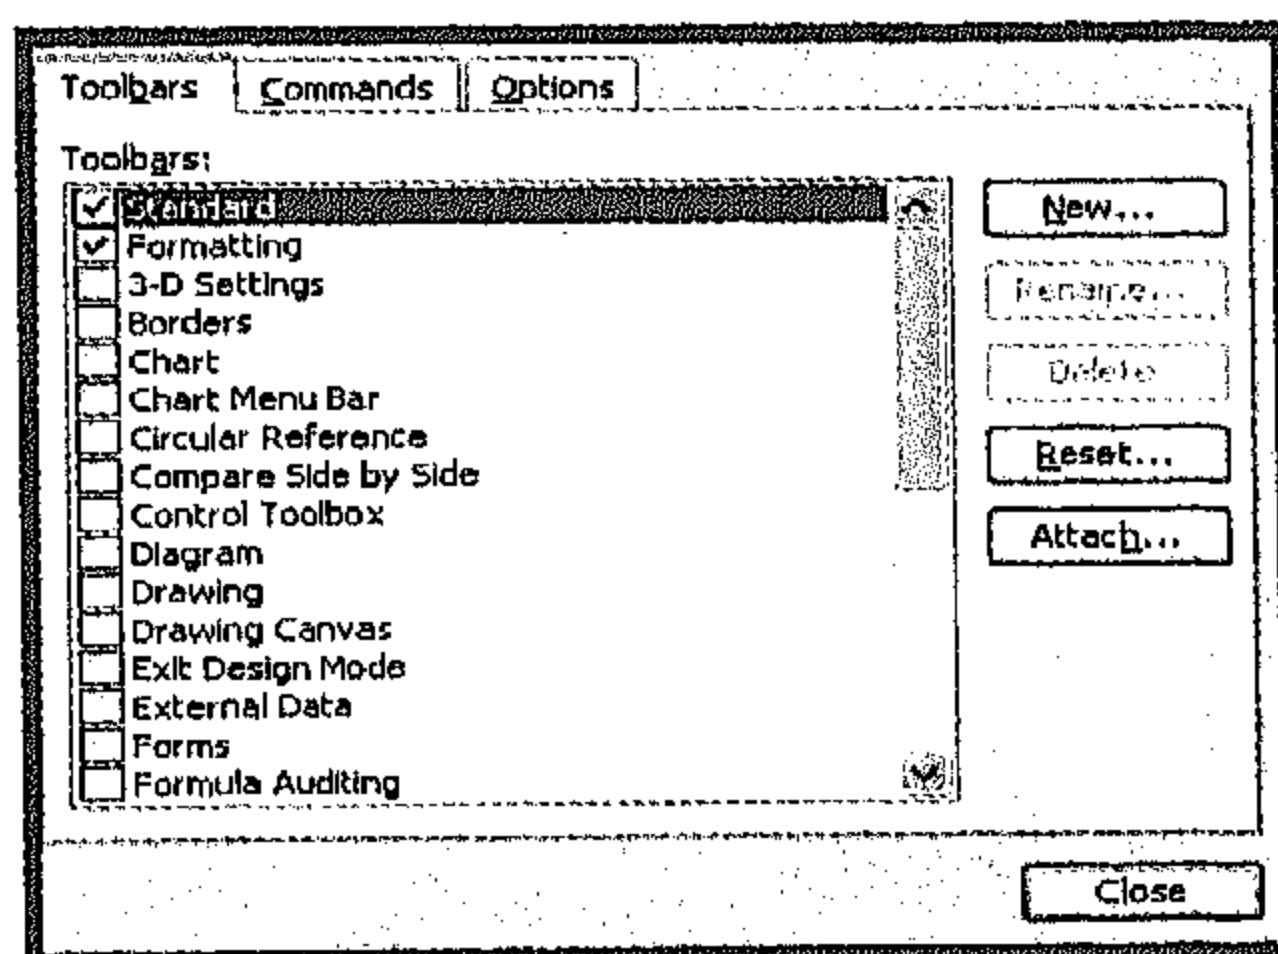 Toolbars Commands Options
Toolbars:
Standard
Formatting
3-D Settings
Borders
Chart
Chart Menu Bar
Circular Reference
Compare Side by Side
Control Toolbox
Diagram
Drawing
Drawing Canvas
Exit Design Mode
External Data
Forms
Formula Auditing
New...
Rename...
Delete
Reset...
Attach...
Close